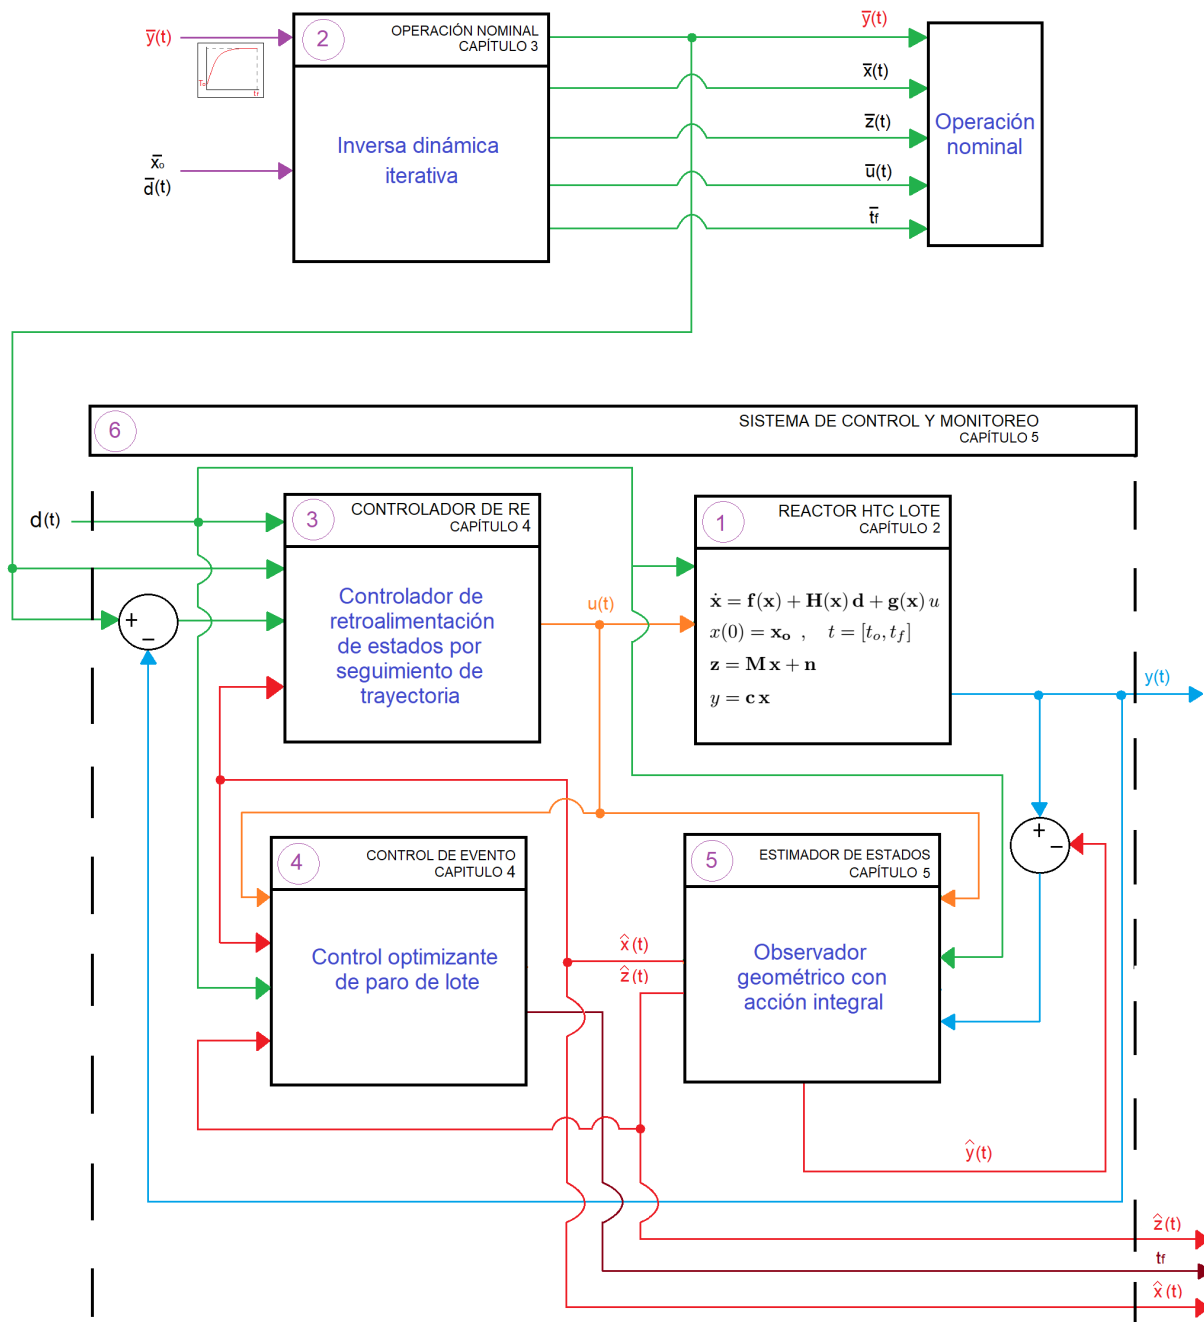 y̅(t)
T₀
tf
x̅ₒ
d̅(t)
2
OPERACIÓN NOMINAL
CAPÍTULO 3
Inversa dinámica
iterativa
y̅(t)
x̅(t)
z̅(t)
u̅(t)
t̅f
Operación
nominal
6
SISTEMA DE CONTROL Y MONITOREO
CAPÍTULO 5
d(t)
+
−
3
CONTROLADOR DE RE
CAPÍTULO 4
Controlador de
retroalimentación
de estados por
seguimiento de
trayectoria
u(t)
1
REACTOR HTC LOTE
CAPÍTULO 2
ẋ = f(x) + H(x) d + g(x) u
x(0) = xₒ , t = [tₒ, t_f]
z = M x + n
y = c x
y(t)
+
−
4
CONTROL DE EVENTO
CAPITULO 4
Control optimizante
de paro de lote
5
ESTIMADOR DE ESTADOS
CAPÍTULO 5
Observador
geométrico con
acción integral
x̂(t)
ẑ(t)
ŷ(t)
ẑ(t)
tf
x̂(t)